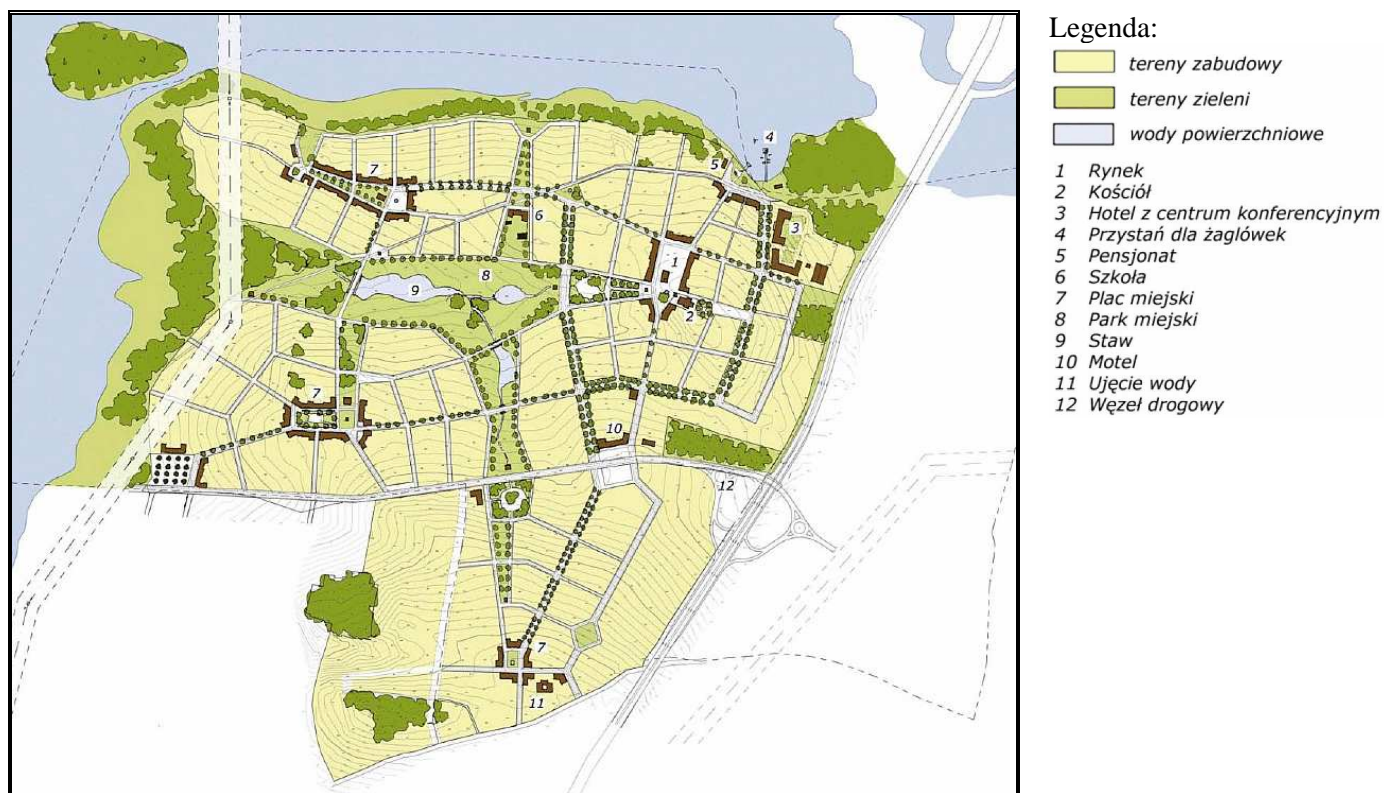 Legenda:
tereny zabudowy
tereny zieleni
wody powierzchniowe
1 Rynek
2 Kościół
3 Hotel z centrum konferencyjnym
4 Przystań dla żaglówek
5 Pensjonat
6 Szkoła
7 Plac miejski
8 Park miejski
9 Staw
10 Motel
11 Ujęcie wody
12 Węzeł drogowy
4
5
7
6
3
1
8
9
2
7
10
12
7
11